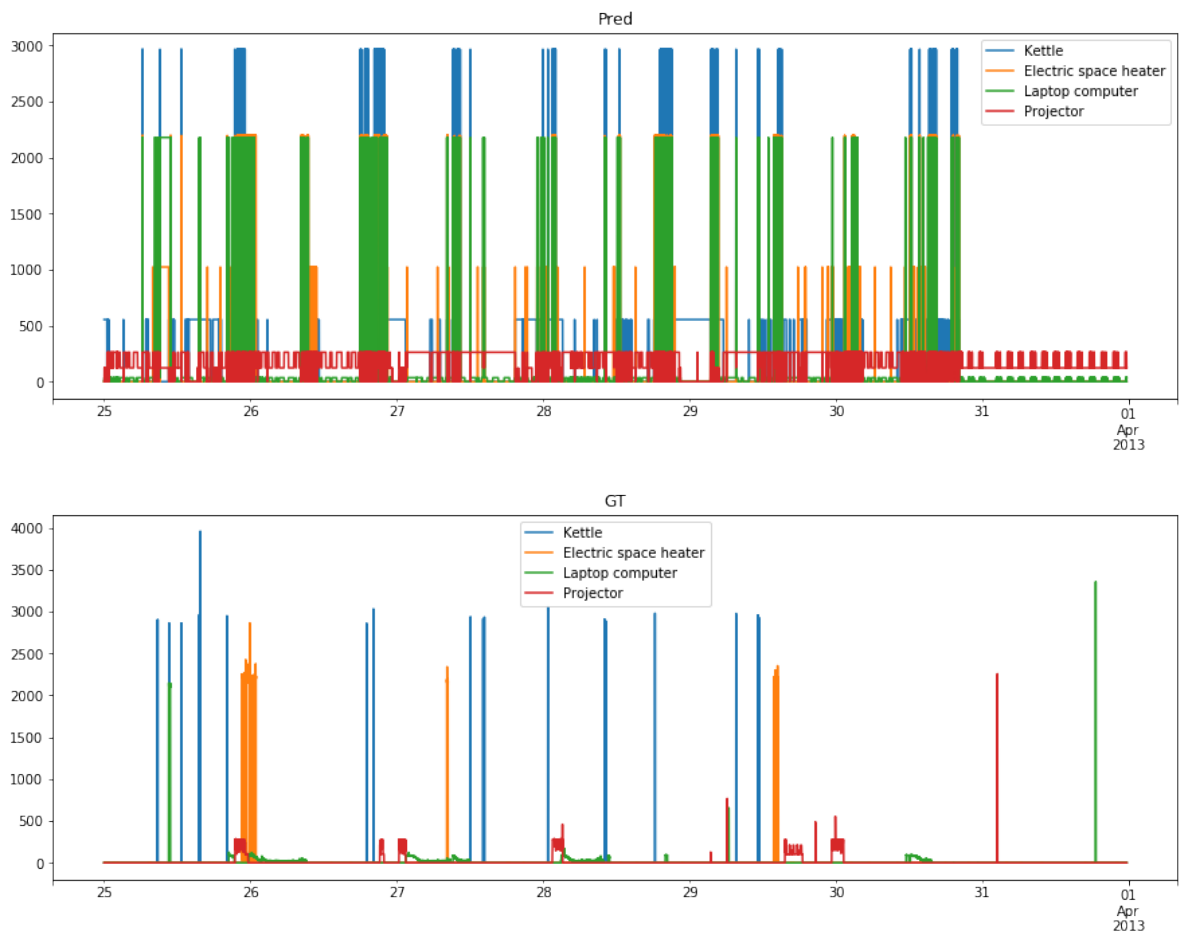 Pred
3000
2500
2000
1500
1000
500
0
Kettle
Electric space heater
Laptop computer
Projector
25 26 27 28 29 30 31 01
Apr
2013
GT
4000
3500
3000
2500
2000
1500
1000
500
0
Kettle
Electric space heater
Laptop computer
Projector
25 26 27 28 29 30 31 01
Apr
2013